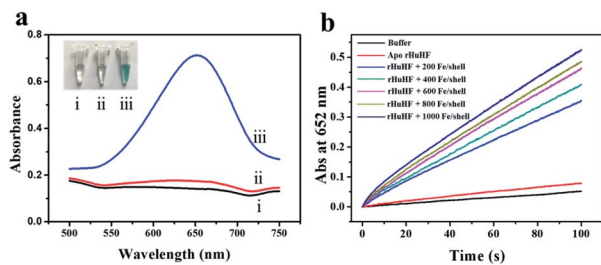 a
0.8
0.6
0.4
0.2
0.0
Absorbance
i ii iii
iii
ii
i
500 550 600 650 700 750
Wavelength (nm)
b
0.5
0.4
0.3
0.2
0.1
0.0
Abs at 652 nm
Buffer
Apo rHuHF
rHuHF + 200 Fe/shell
rHuHF + 400 Fe/shell
rHuHF + 600 Fe/shell
rHuHF + 800 Fe/shell
rHuHF + 1000 Fe/shell
0 20 40 60 80 100
Time (s)